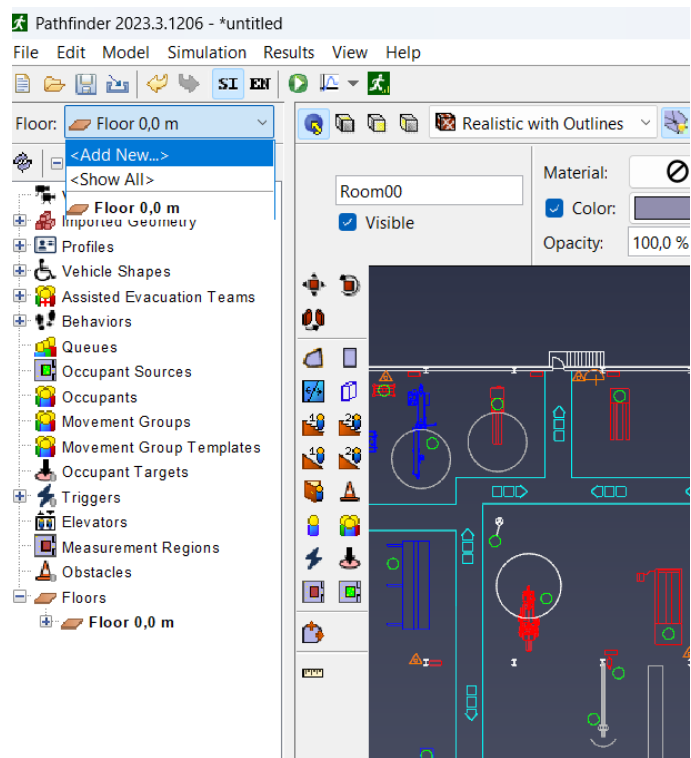 Pathfinder 2023.3.1206 - *untitled
File Edit Model Simulation Results View Help
SI EN
Floor: Floor 0,0 m
Realistic with Outlines
<Add New...>
<Show All>
Floor 0,0 m
Imported Geometry
Profiles
Vehicle Shapes
Assisted Evacuation Teams
Behaviors
Queues
Occupant Sources
Occupants
Movement Groups
Movement Group Templates
Occupant Targets
Triggers
Elevators
Measurement Regions
Obstacles
Floors
Floor 0,0 m
Room00
Visible
Material:
Color:
Opacity: 100,0 %